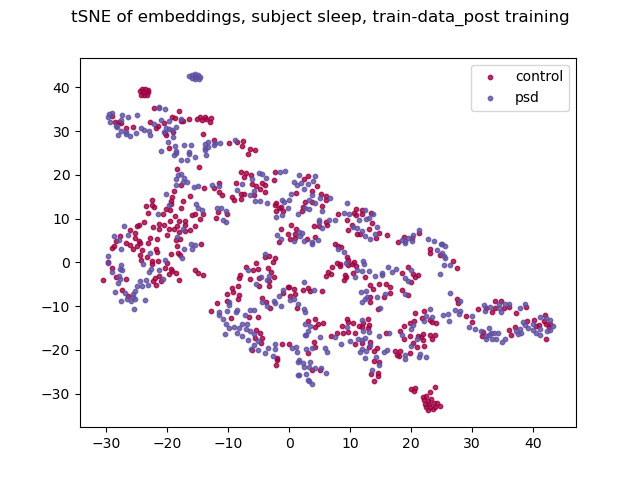 tSNE of embeddings, subject sleep, train-data_post training
control
psd
40
30
20
10
0
−10
−20
−30
−30 −20 −10 0 10 20 30 40